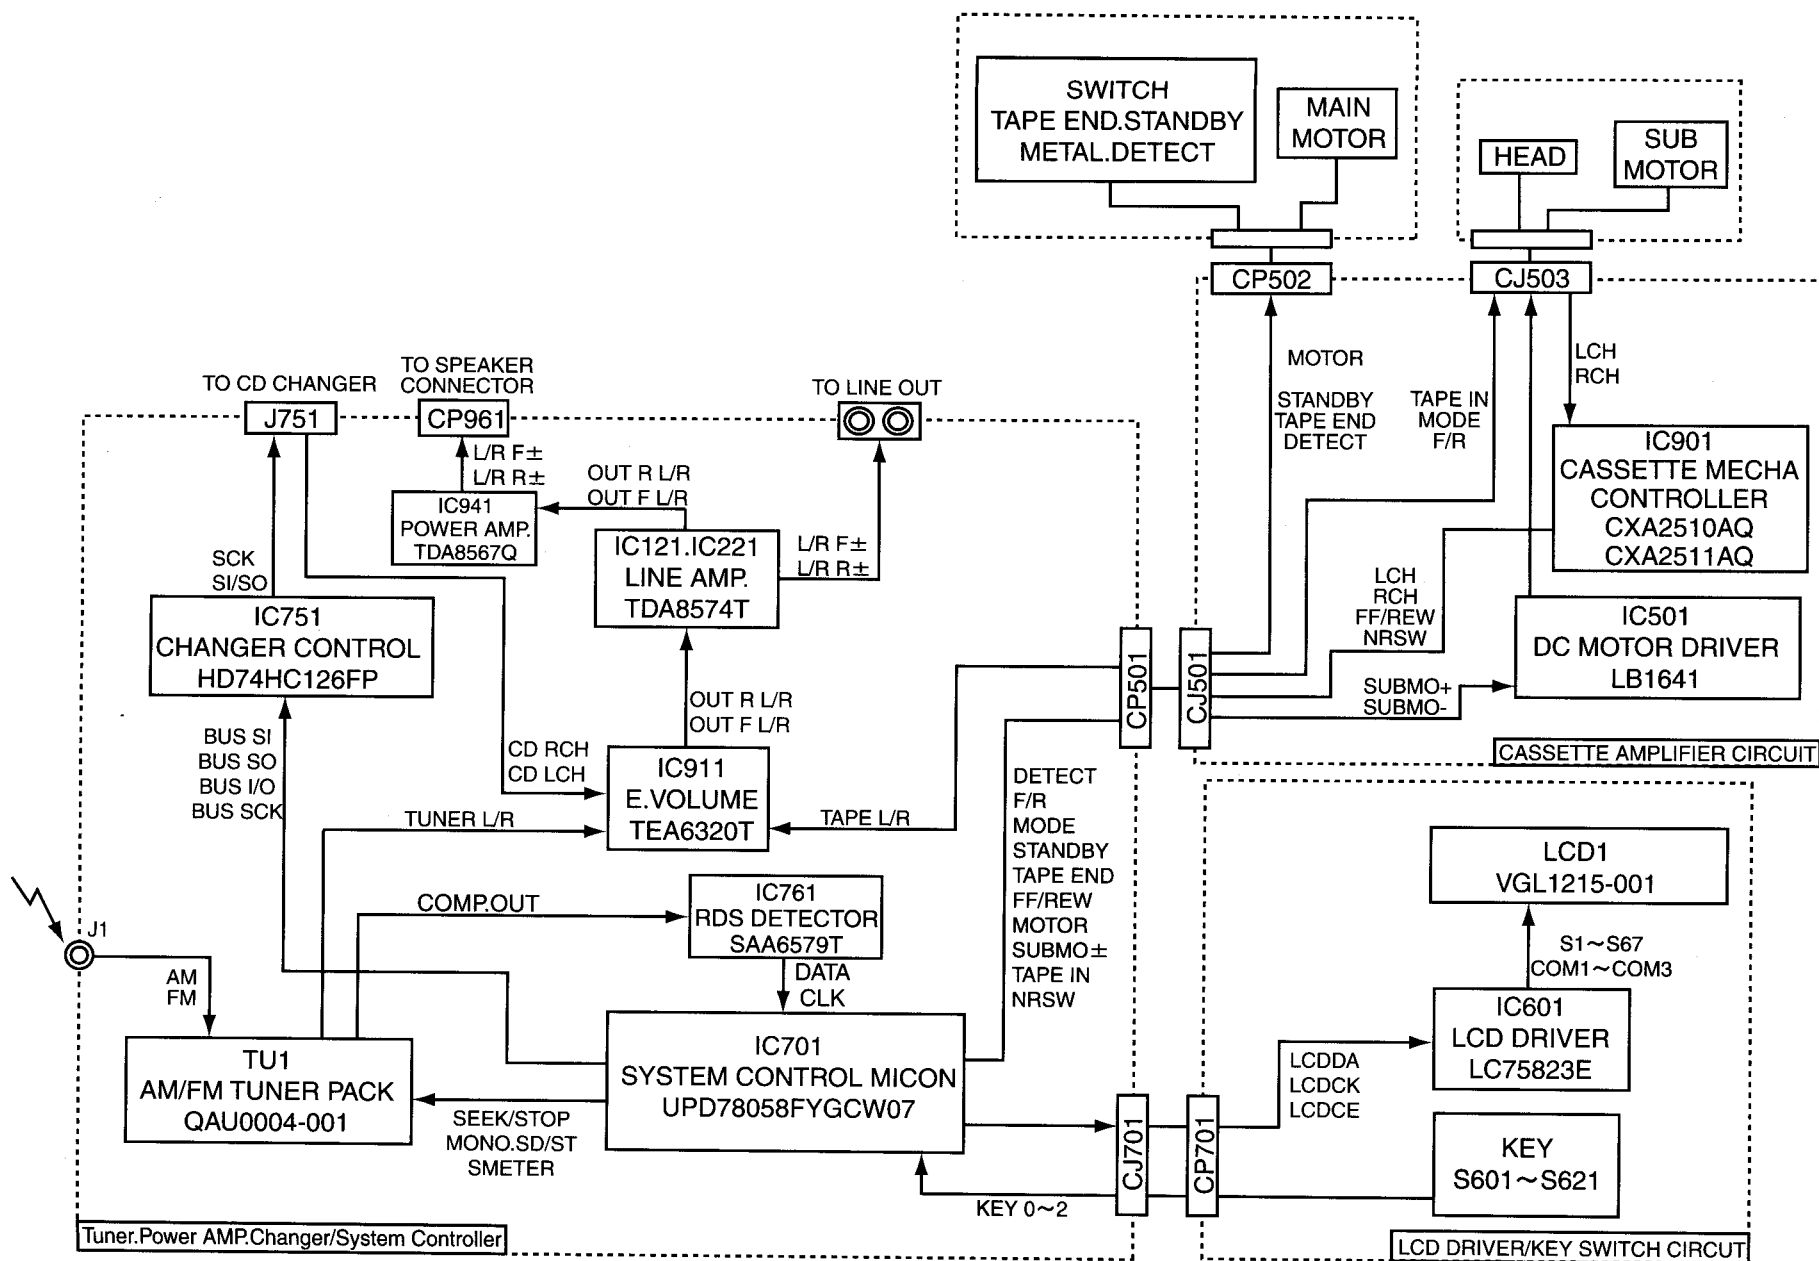 SWITCH
TAPE END.STANDBY
METAL.DETECT
MAIN
MOTOR
HEAD
SUB
MOTOR
CP502
CJ503
MOTOR
STANDBY
TAPE END
DETECT
TAPE IN
MODE
F/R
LCH
RCH
IC901
CASSETTE MECHA
CONTROLLER
CXA2510AQ
CXA2511AQ
LCH
RCH
FF/REW
NRSW
IC501
DC MOTOR DRIVER
LB1641
SUBMO+
SUBMO-
CJ501
CASSETTE AMPLIFIER CIRCUIT
TO CD CHANGER
J751
TO SPEAKER
CONNECTOR
CP961
TO LINE OUT
L/R F±
L/R R±
OUT R L/R
OUT F L/R
IC941
POWER AMP.
TDA8567Q
IC121.IC221
LINE AMP.
TDA8574T
L/R F±
L/R R±
SCK
SI/SO
IC751
CHANGER CONTROL
HD74HC126FP
OUT R L/R
OUT F L/R
CP501
BUS SI
BUS SO
BUS I/O
BUS SCK
CD RCH
CD LCH
IC911
E.VOLUME
TEA6320T
TUNER L/R
TAPE L/R
DETECT
F/R
MODE
STANDBY
TAPE END
FF/REW
MOTOR
SUBMO±
TAPE IN
NRSW
COMP.OUT
IC761
RDS DETECTOR
SAA6579T
DATA
CLK
J1
AM
FM
TU1
AM/FM TUNER PACK
QAU0004-001
IC701
SYSTEM CONTROL MICON
UPD78058FYGCW07
SEEK/STOP
MONO.SD/ST
SMETER
KEY 0~2
CJ701
CP701
Tuner.Power AMP.Changer/System Controller
LCD1
VGL1215-001
S1~S67
COM1~COM3
IC601
LCD DRIVER
LC75823E
LCDDA
LCDCK
LCDCE
KEY
S601~S621
LCD DRIVER/KEY SWITCH CIRCUT